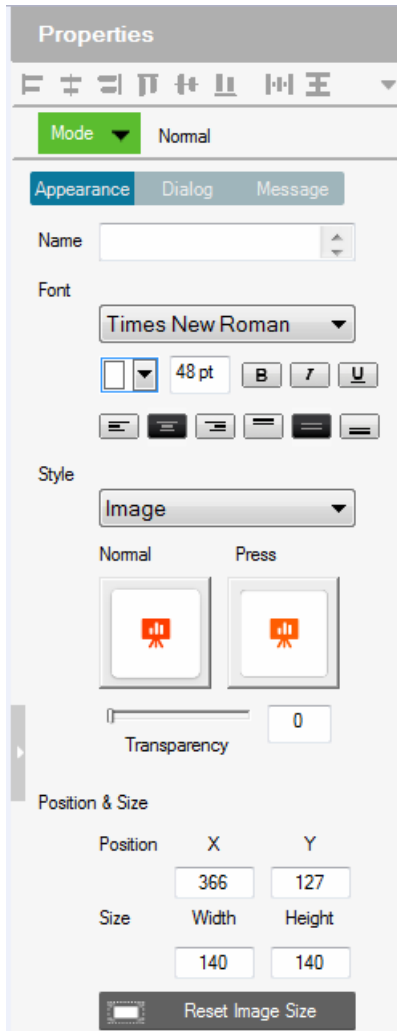 Properties
Mode Normal
Appearance Dialog Message
Name
Font
Times New Roman
48 pt B I U
Style
Image
Normal Press
0
Transparency
Position & Size
Position X Y
366 127
Size Width Height
140 140
Reset Image Size